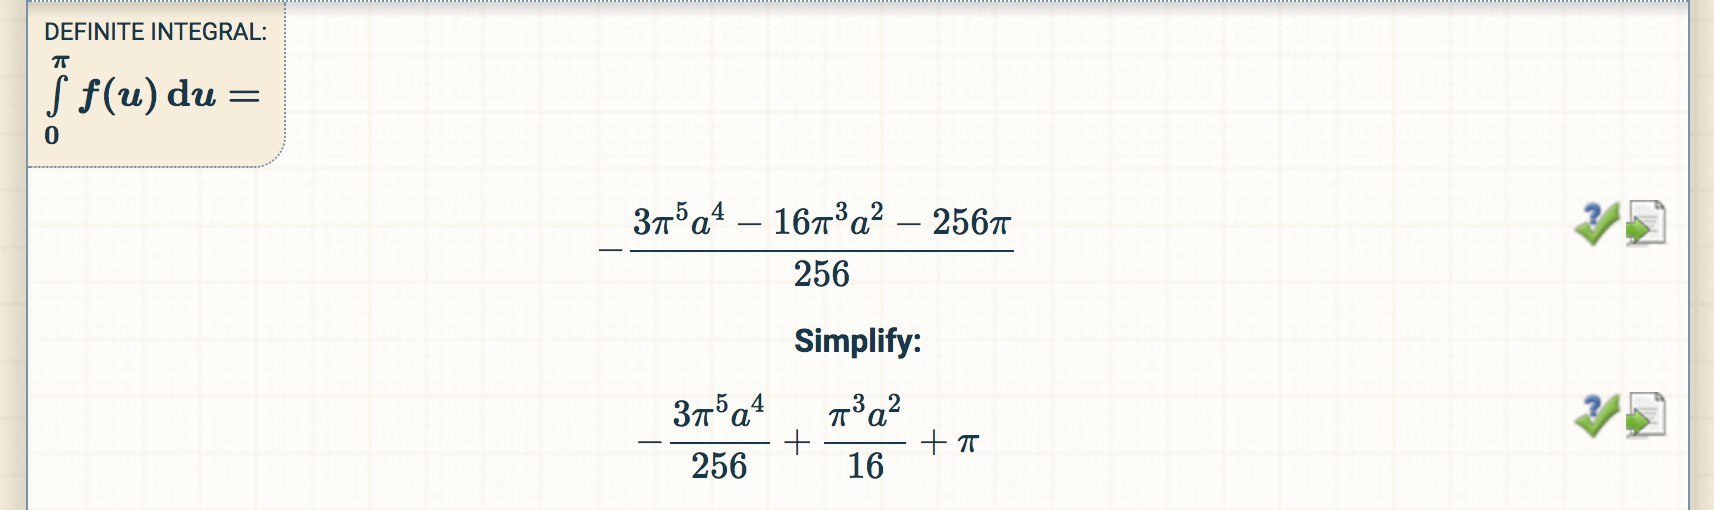 DEFINITE INTEGRAL:
∫₀^π f(u) du =
−(3π⁵a⁴ − 16π³a² − 256π)/256
Simplify:
−3π⁵a⁴/256 + π³a²/16 + π